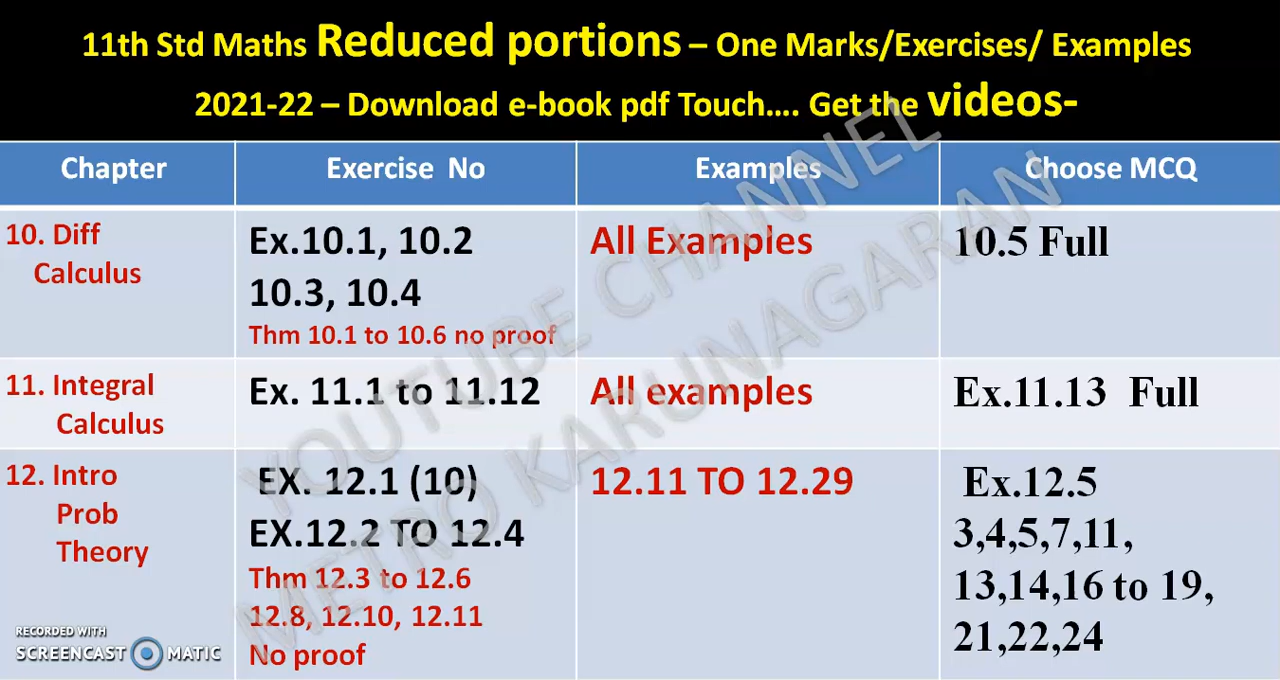 11th Std Maths Reduced portions – One Marks/Exercises/ Examples
2021-22 – Download e-book pdf Touch.... Get the videos-
Chapter
Exercise No
Examples
Choose MCQ
10. Diff
Calculus
Ex.10.1, 10.2
10.3, 10.4
Thm 10.1 to 10.6 no proof
All Examples
10.5 Full
11. Integral
Calculus
Ex. 11.1 to 11.12
All examples
Ex.11.13 Full
12. Intro
Prob
Theory
EX. 12.1 (10)
EX.12.2 TO 12.4
Thm 12.3 to 12.6
12.8, 12.10, 12.11
No proof
12.11 TO 12.29
Ex.12.5
3,4,5,7,11,
13,14,16 to 19,
21,22,24
YOUTUBE CHANNEL
METRO KARUNAGARAN
RECORDED WITH
SCREENCAST MATIC